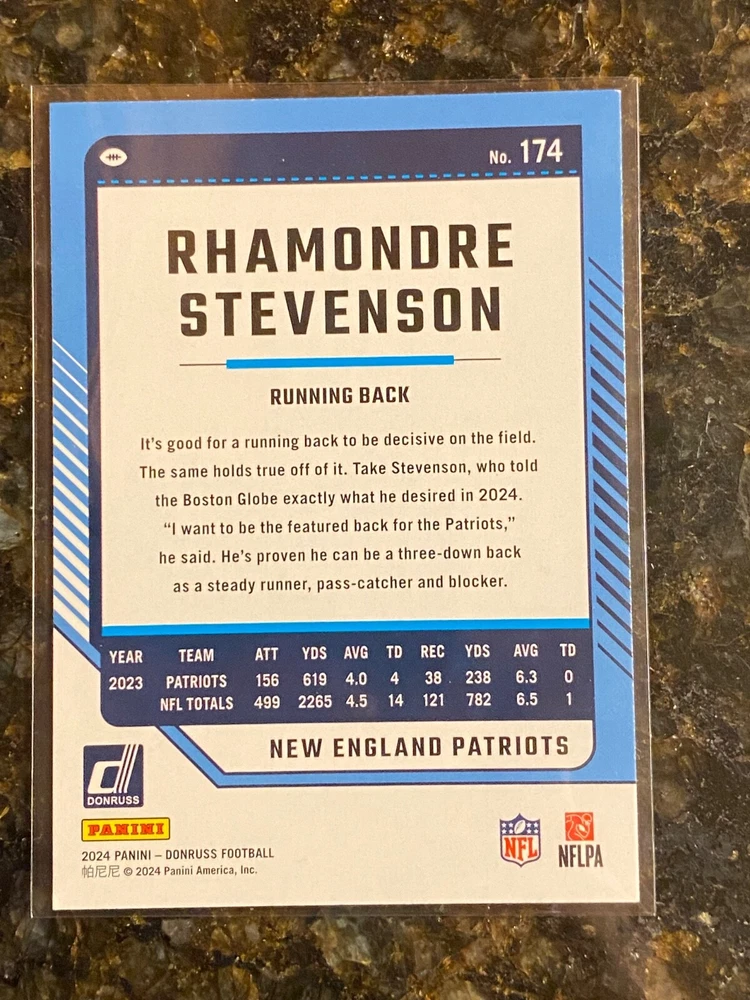 No. 174
RHAMONDRE
STEVENSON
RUNNING BACK
It's good for a running back to be decisive on the field.
The same holds true off of it. Take Stevenson, who told
the Boston Globe exactly what he desired in 2024.
“I want to be the featured back for the Patriots,”
he said. He's proven he can be a three-down back
as a steady runner, pass-catcher and blocker.
YEAR TEAM ATT YDS AVG TD REC YDS AVG TD
2023 PATRIOTS 156 619 4.0 4 38 238 6.3 0
NFL TOTALS 499 2265 4.5 14 121 782 6.5 1
NEW ENGLAND PATRIOTS
d
DONRUSS
PANINI
NFL
NFLPA
2024 PANINI – DONRUSS FOOTBALL
帕尼尼 © 2024 Panini America, Inc.